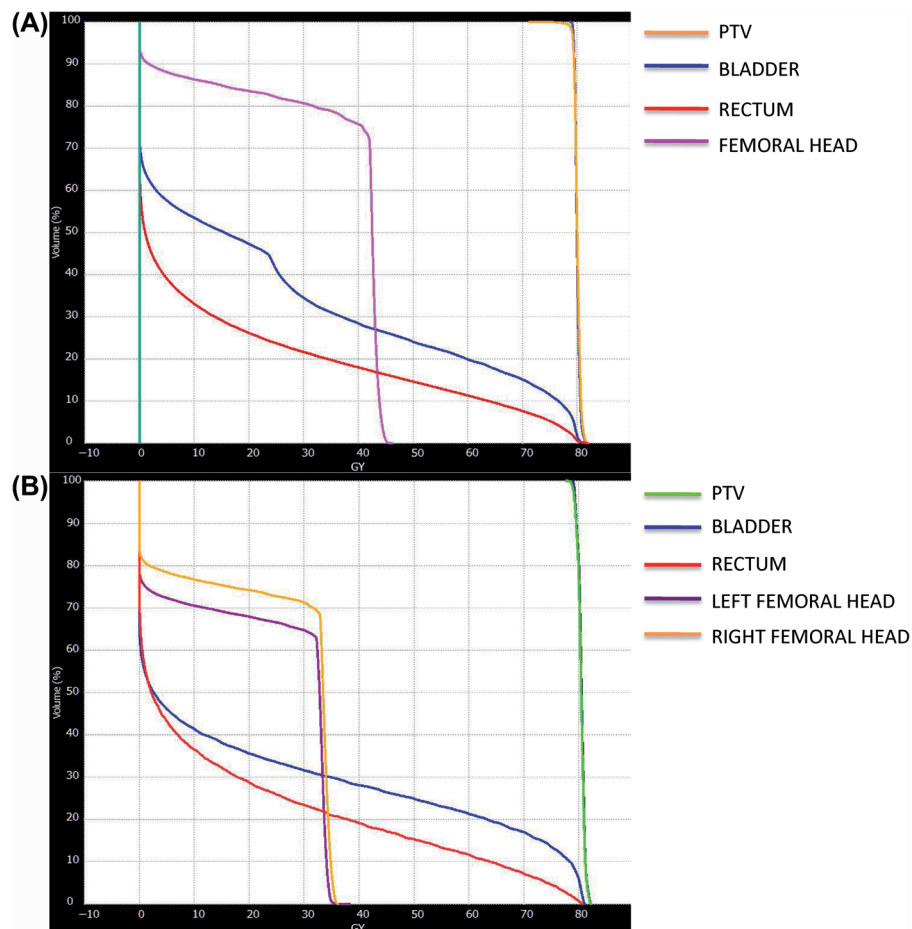 (A)
100
90
80
70
60
50
40
30
20
10
0
Volume (%)
−10 0 10 20 30 40 50 60 70 80
GY
PTV
BLADDER
RECTUM
FEMORAL HEAD
(B)
100
90
80
70
60
50
40
30
20
10
0
Volume (%)
−10 0 10 20 30 40 50 60 70 80
GY
PTV
BLADDER
RECTUM
LEFT FEMORAL HEAD
RIGHT FEMORAL HEAD